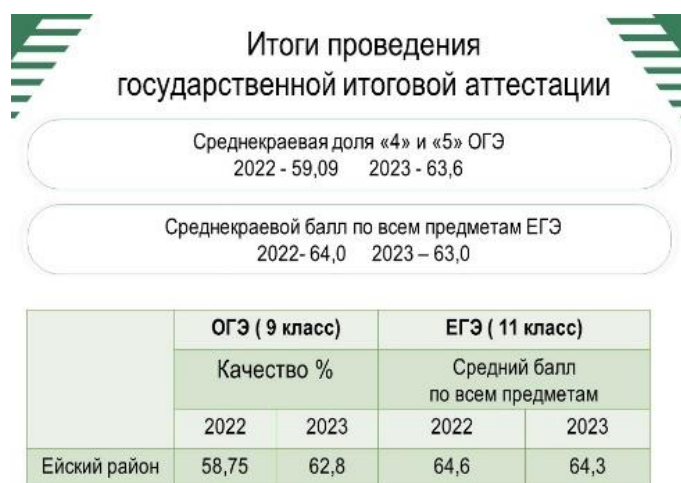 Итоги проведения
государственной итоговой аттестации
Среднекраевая доля «4» и «5» ОГЭ
2022 - 59,09 2023 - 63,6
Среднекраевой балл по всем предметам ЕГЭ
2022- 64,0 2023 – 63,0
ОГЭ ( 9 класс) ЕГЭ ( 11 класс)
Качество % Средний балл
по всем предметам
2022 2023 2022 2023
Ейский район 58,75 62,8 64,6 64,3